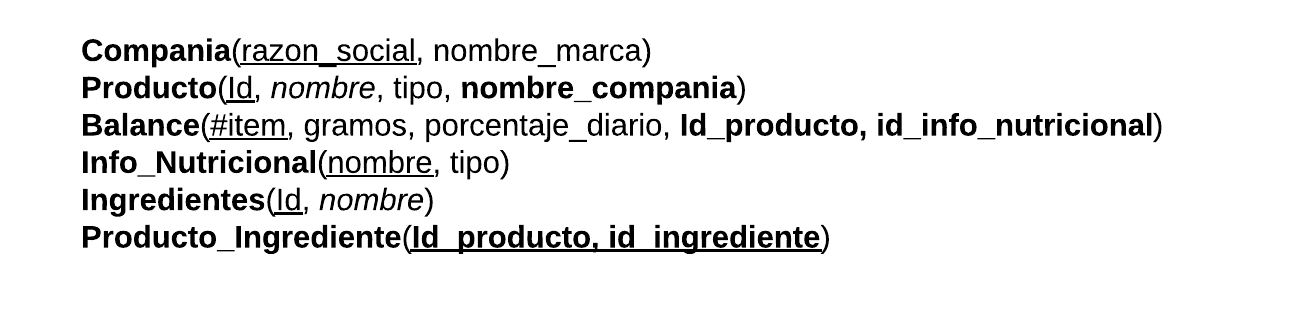 Compania(razon_social, nombre_marca)
Producto(Id, nombre, tipo, nombre_compania)
Balance(#item, gramos, porcentaje_diario, Id_producto, id_info_nutricional)
Info_Nutricional(nombre, tipo)
Ingredientes(Id, nombre)
Producto_Ingrediente(Id_producto, id_ingrediente)